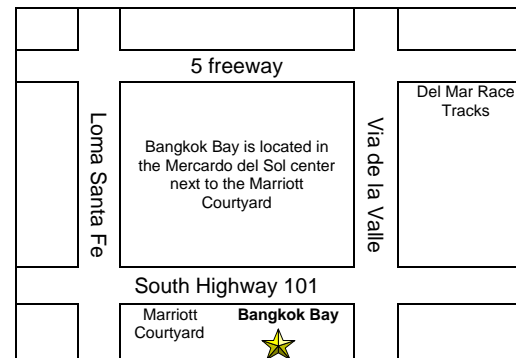 5 freeway
Del Mar Race
Tracks
Loma Santa Fe
Bangkok Bay is located in
the Mercardo del Sol center
next to the Marriott
Courtyard
Via de la Valle
South Highway 101
Marriott
Courtyard
Bangkok Bay